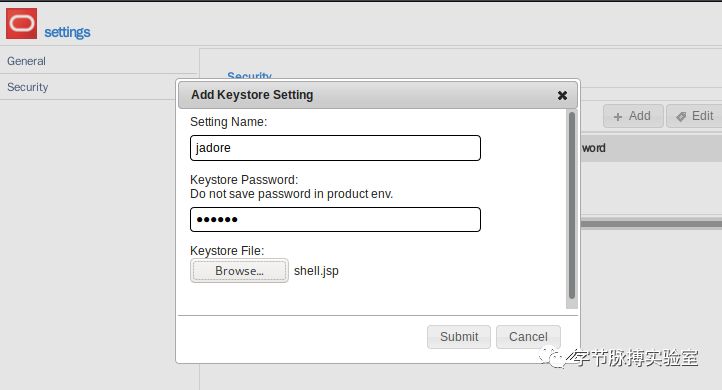 settings
General
Security
Security
Add
Edit
word
Add Keystore Setting
Setting Name:
jadore
Keystore Password:
Do not save password in product env.
●●●●●●
Keystore File:
Browse... shell.jsp
Submit
Cancel
字节脉搏实验室